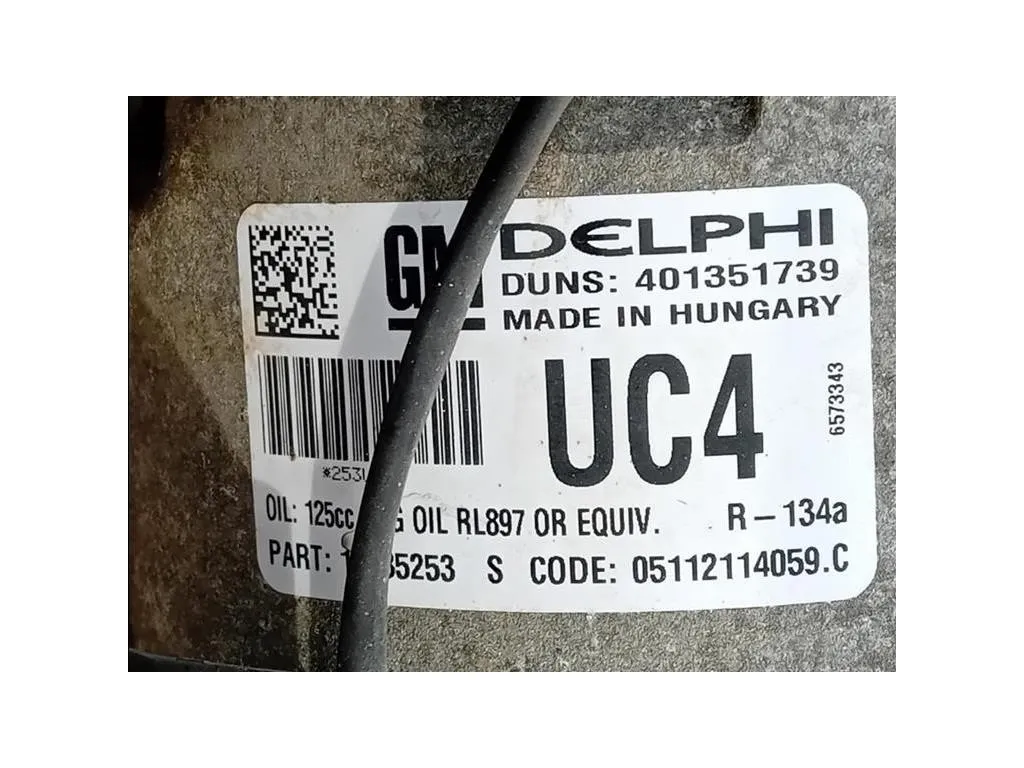 GM DELPHI
DUNS: 401351739
MADE IN HUNGARY
UC4
6573343
OIL: 125cc OIL RL897 OR EQUIV. R-134a
PART: S CODE: 05112114059.C